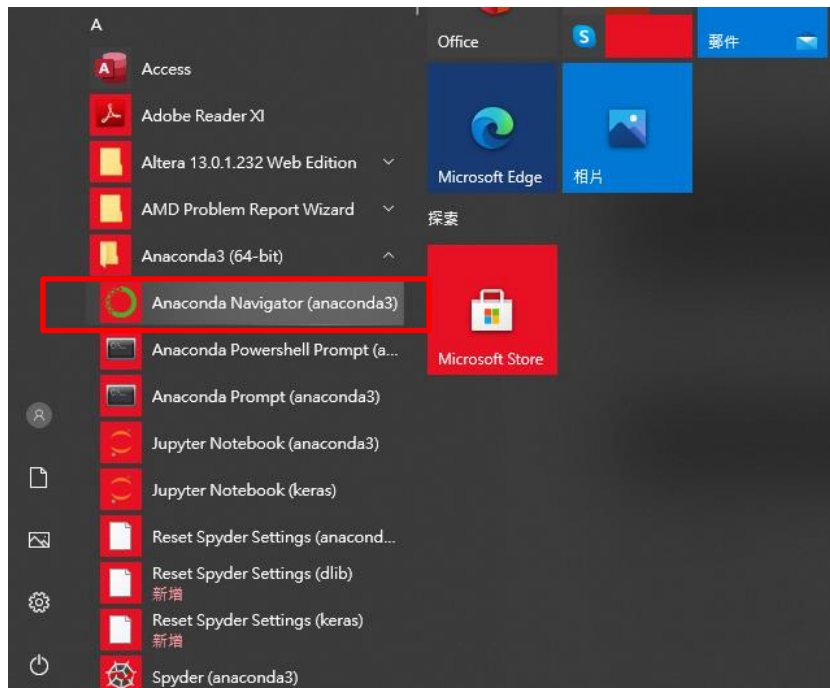 A
Access
Adobe Reader XI
Altera 13.0.1.232 Web Edition
AMD Problem Report Wizard
Anaconda3 (64-bit)
Anaconda Navigator (anaconda3)
Anaconda Powershell Prompt (a...
Anaconda Prompt (anaconda3)
Jupyter Notebook (anaconda3)
Jupyter Notebook (keras)
Reset Spyder Settings (anacond...
Reset Spyder Settings (dlib)
新增
Reset Spyder Settings (keras)
新增
Spyder (anaconda3)
Office
郵件
Microsoft Edge
相片
探索
Microsoft Store